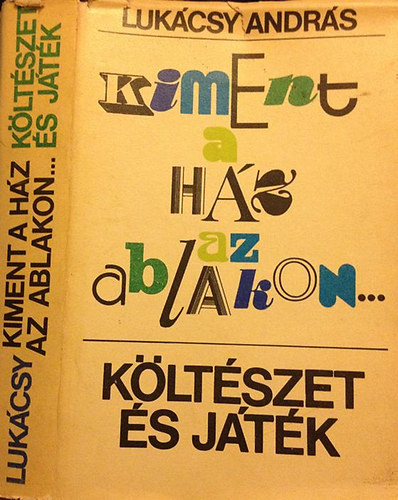 LUKÁCSY ANDRÁS
Kiment
a
HÁZ
az
ablAkON...
KÖLTÉSZET
ÉS JÁTÉK
LUKÁCSY KIMENT A HÁZ KÖLTÉSZET
AZ ABLAKON... ÉS JÁTÉK